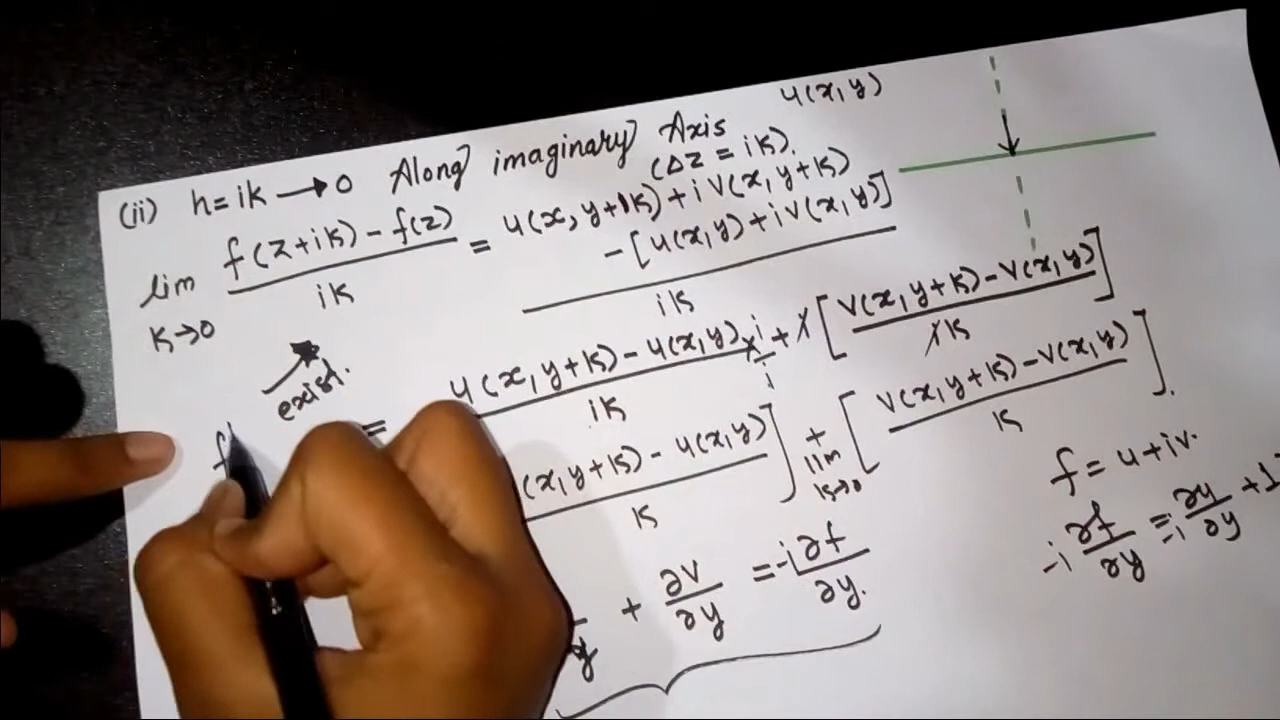 u(x,y)
(ii) h=ik → 0 Along imaginary Axis
(Δz = ik).
lim k→0 f(z+ik) - f(z) / ik = u(x, y+k) + i v(x, y+k) - [u(x,y) + i v(x,y)] / ik
exist.
= u(x, y+k) - u(x,y) / ik × i/i + i [ v(x, y+k) - v(x,y) / ik ]
(x, y+k) - u(x,y) / k ] + lim k→0 [ v(x, y+k) - v(x,y) / k ].
f = u + iv.
f'
y + ∂v/∂y = -i ∂f/∂y.
-i ∂f/∂y = -i ∂u/∂y +